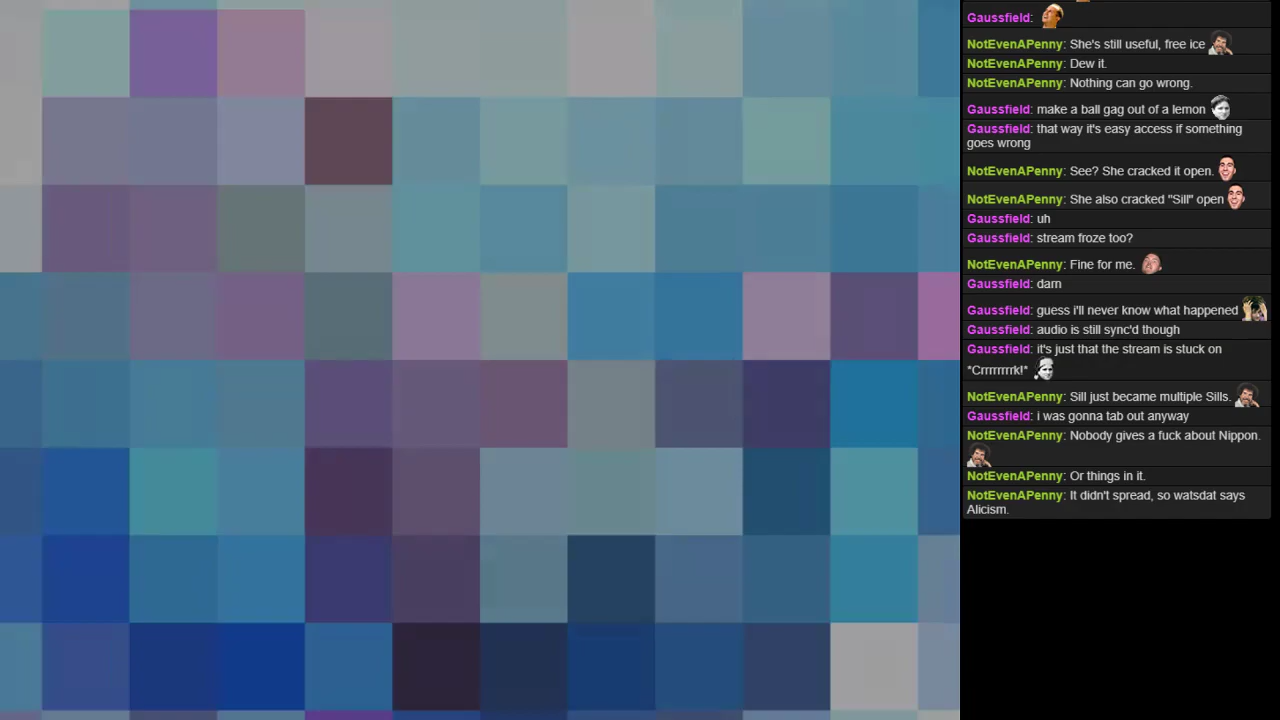 Gaussfield:
NotEvenAPenny: She's still useful, free ice
NotEvenAPenny: Dew it.
NotEvenAPenny: Nothing can go wrong.
Gaussfield: make a ball gag out of a lemon
Gaussfield: that way it's easy access if something
goes wrong
NotEvenAPenny: See? She cracked it open.
NotEvenAPenny: She also cracked "Sill" open
Gaussfield: uh
Gaussfield: stream froze too?
NotEvenAPenny: Fine for me.
Gaussfield: darn
Gaussfield: guess i'll never know what happened
Gaussfield: audio is still sync'd though
Gaussfield: it's just that the stream is stuck on
*Crrrrrrrk!*
NotEvenAPenny: Sill just became multiple Sills.
Gaussfield: i was gonna tab out anyway
NotEvenAPenny: Nobody gives a fuck about Nippon.
NotEvenAPenny: Or things in it.
NotEvenAPenny: It didn't spread, so watsdat says
Alicism.